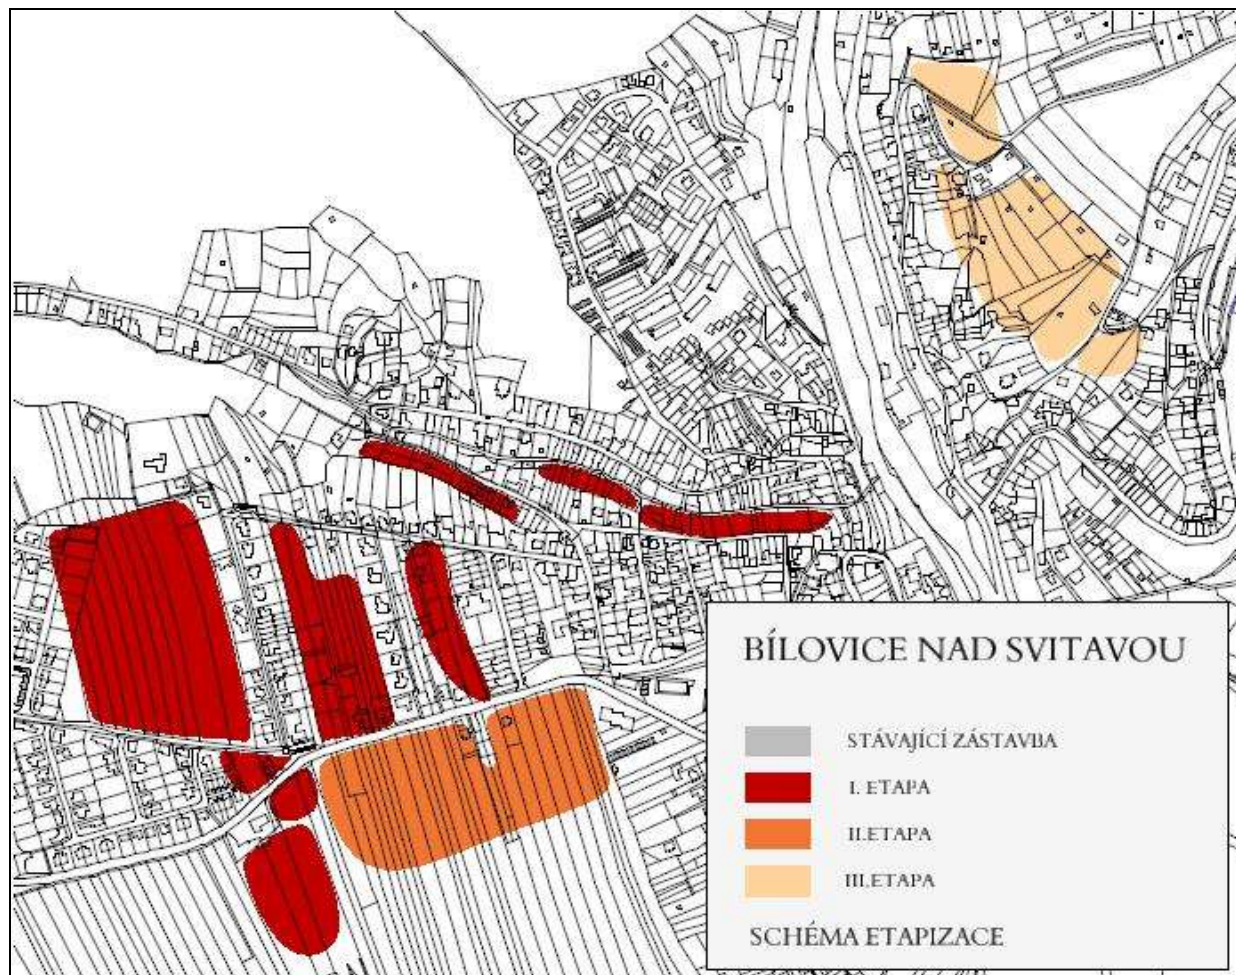 BÍLOVICE NAD SVITAVOU
STÁVAJÍCÍ ZÁSTAVBA
I. ETAPA
II.ETAPA
III.ETAPA
SCHÉMA ETAPIZACE